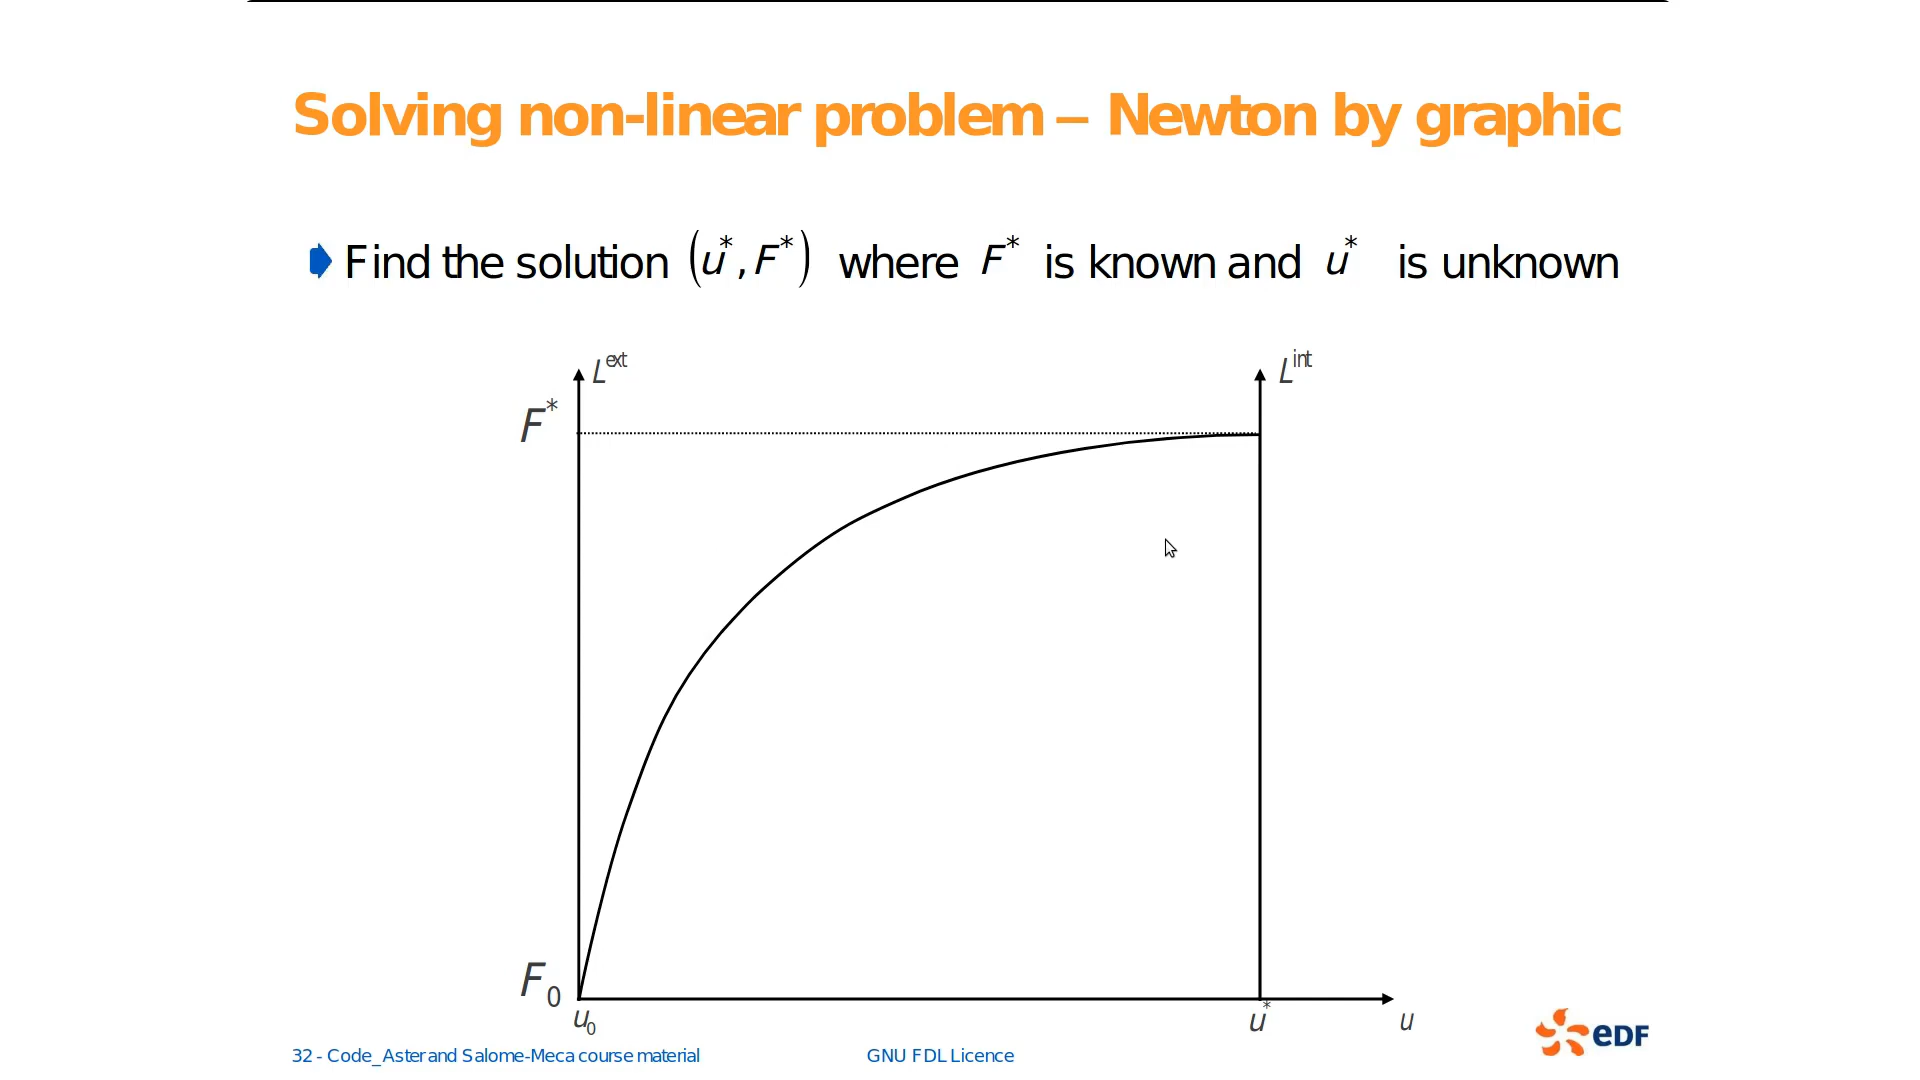 Solving non-linear problem – Newton by graphic
Find the solution (u*, F*) where F* is known and u* is unknown
L^ext L^int
F*
F_0
u_0 u* u
eDF
32 - Code_Aster and Salome-Meca course material GNU FDL Licence